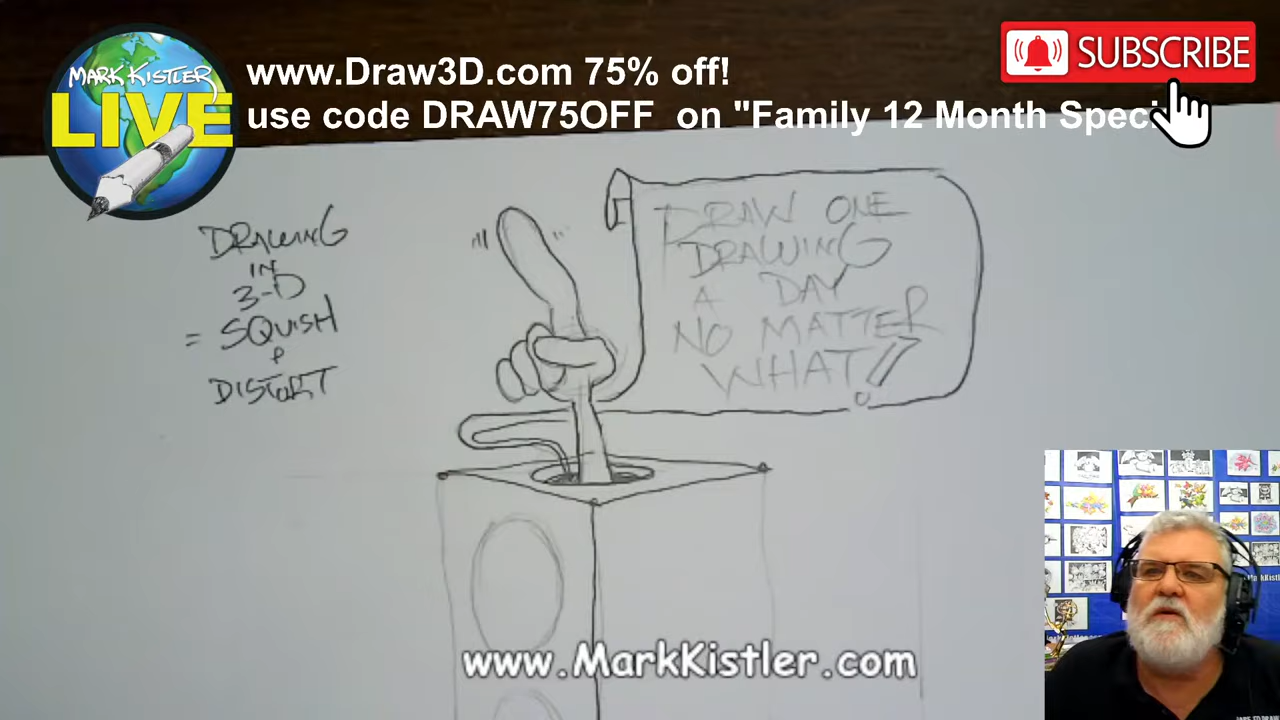 MARK KISTLER
LIVE
www.Draw3D.com 75% off!
use code DRAW75OFF on "Family 12 Month Speci
SUBSCRIBE
DRAWING
IN
3-D
= SQUISH
&
DISTORT
DRAW ONE
DRAWING
A DAY
NO MATTER
WHAT!!
www.MarkKistler.com